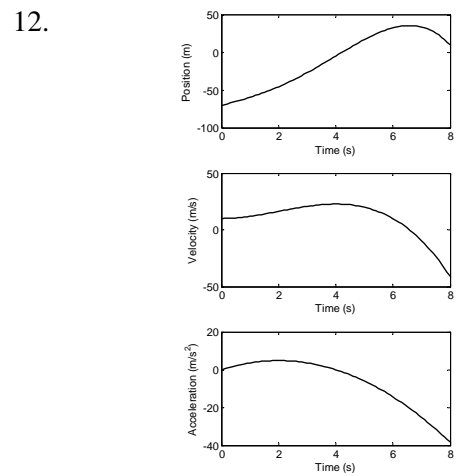 12.
50
0
-50
-100
Position (m)
0 2 4 6 8
Time (s)
50
0
-50
Velocity (m/s)
0 2 4 6 8
Time (s)
20
0
-20
-40
Acceleration (m/s²)
0 2 4 6 8
Time (s)